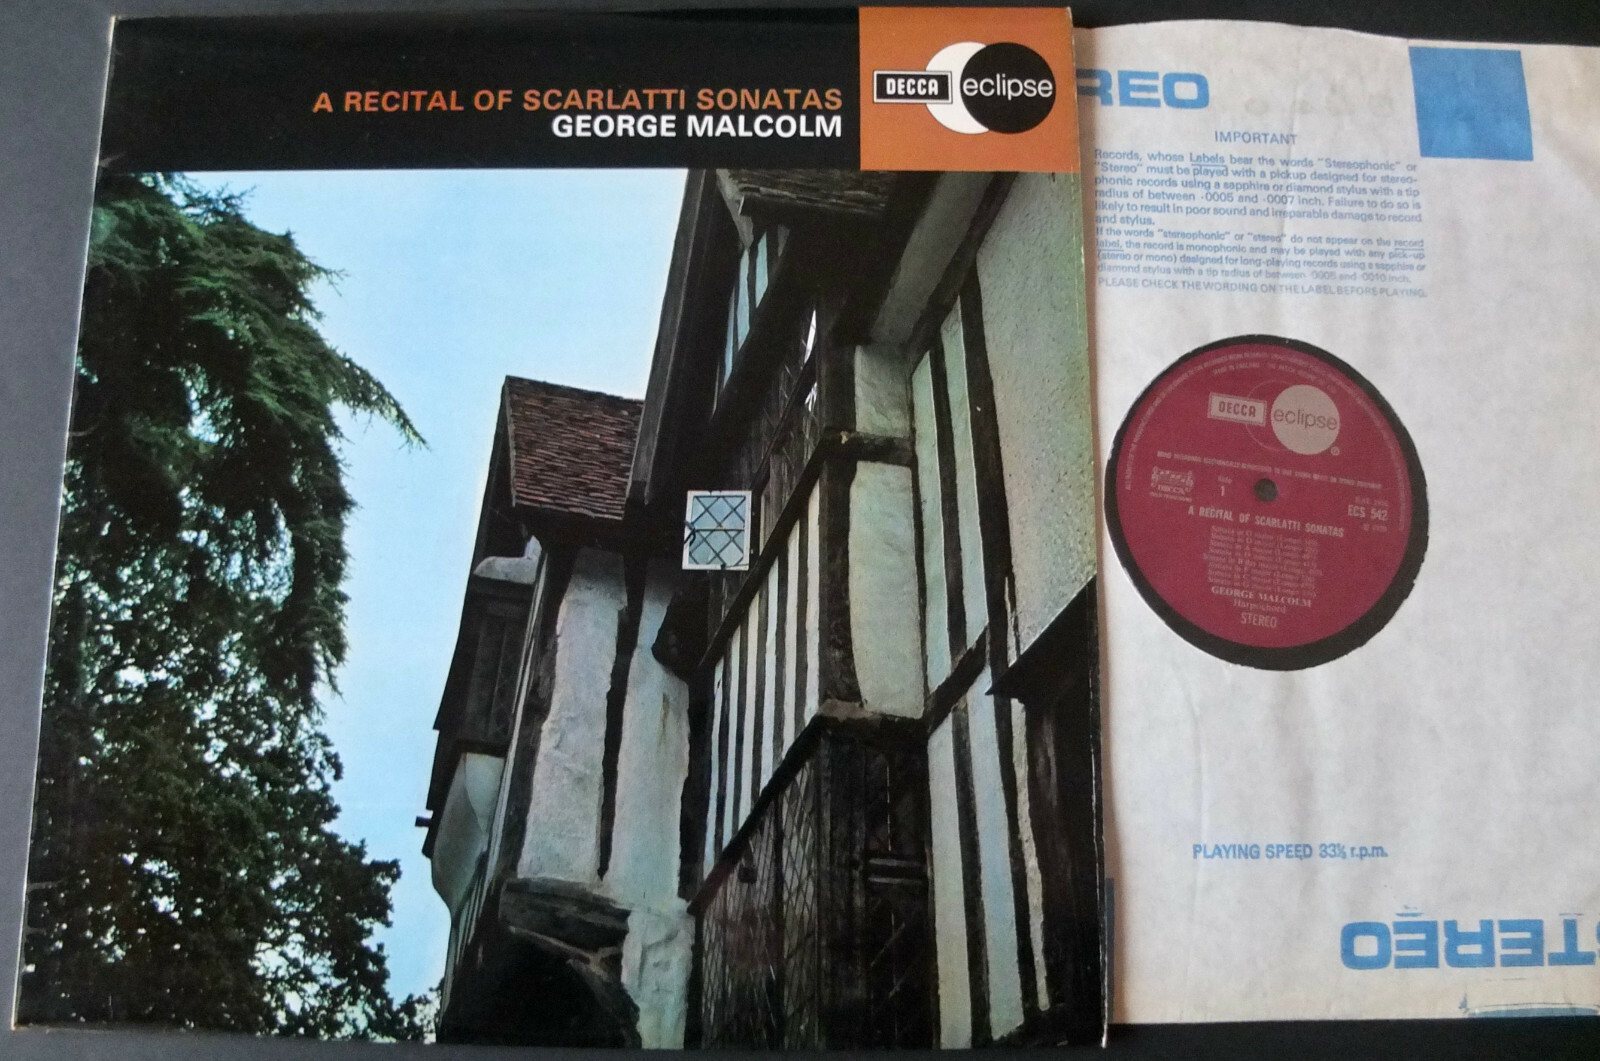 A RECITAL OF SCARLATTI SONATAS
GEORGE MALCOLM
DECCA eclipse
REO
IMPORTANT
Records, whose Labels bear the words "Stereophonic" or
"Stereo" must be played with a pickup designed for stereo-
phonic records using a sapphire or diamond stylus with a tip
radius of between ·0005 and ·0007 inch. Failure to do so is
likely to result in poor sound and irreparable damage to record
and stylus.
If the words "stereophonic" or "stereo" do not appear on the record
label, the record is monophonic and may be played with any pick-up
(stereo or mono) designed for long-playing records using a sapphire or
diamond stylus with a tip radius of between ·0005 and ·0010 inch.
PLEASE CHECK THE WORDING ON THE LABEL BEFORE PLAYING.
DECCA eclipse
DECCA
Side
1
ECS 542
A RECITAL OF SCARLATTI SONATAS
GEORGE MALCOLM
Harpsichord
STEREO
PLAYING SPEED 33⅓ r.p.m.
STEREO